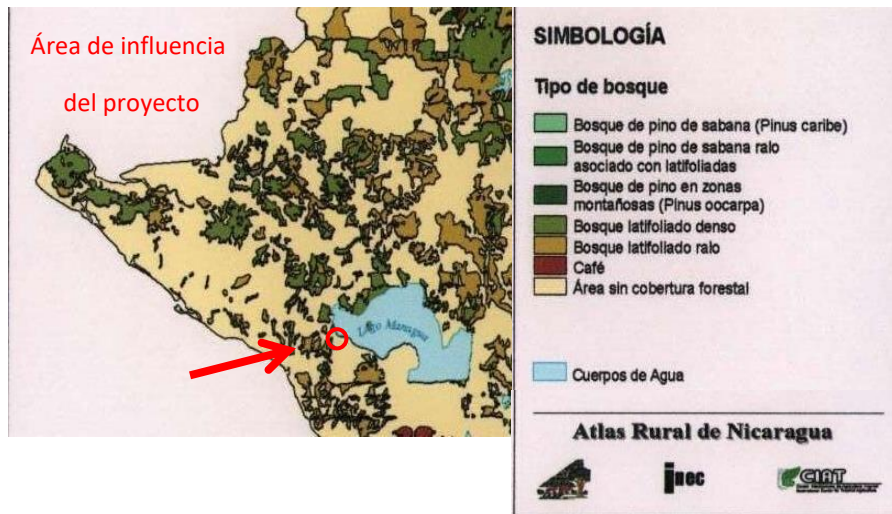 Área de influencia
del proyecto
Lago Managua
SIMBOLOGÍA
Tipo de bosque
Bosque de pino de sabana (Pinus caribe)
Bosque de pino de sabana ralo
asociado con latifoliadas
Bosque de pino en zonas
montañosas (Pinus oocarpa)
Bosque latifoliado denso
Bosque latifoliado ralo
Café
Área sin cobertura forestal
Cuerpos de Agua
Atlas Rural de Nicaragua
inec
CIAT